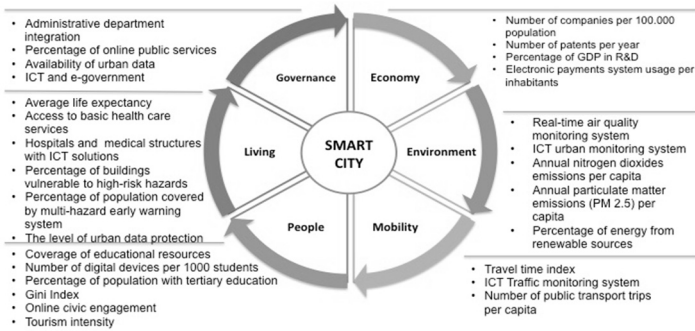 • Administrative department
integration
• Percentage of online public services
• Availability of urban data
• ICT and e-government
• Average life expectancy
• Access to basic health care
services
• Hospitals and medical structures
with ICT solutions
• Percentage of buildings
vulnerable to high-risk hazards
• Percentage of population covered
by multi-hazard early warning
system
• The level of urban data protection
• Coverage of educational resources
• Number of digital devices per 1000 students
• Percentage of population with tertiary education
• Gini Index
• Online civic engagement
• Tourism intensity
Governance
Economy
Living
SMART
CITY
Environment
People
Mobility
• Number of companies per 100.000
population
• Number of patents per year
• Percentage of GDP in R&D
• Electronic payments system usage per
inhabitants
• Real-time air quality
monitoring system
• ICT urban monitoring system
• Annual nitrogen dioxides
emissions per capita
• Annual particulate matter
emissions (PM 2.5) per
capita
• Percentage of energy from
renewable sources
• Travel time index
• ICT Traffic monitoring system
• Number of public transport trips
per capita